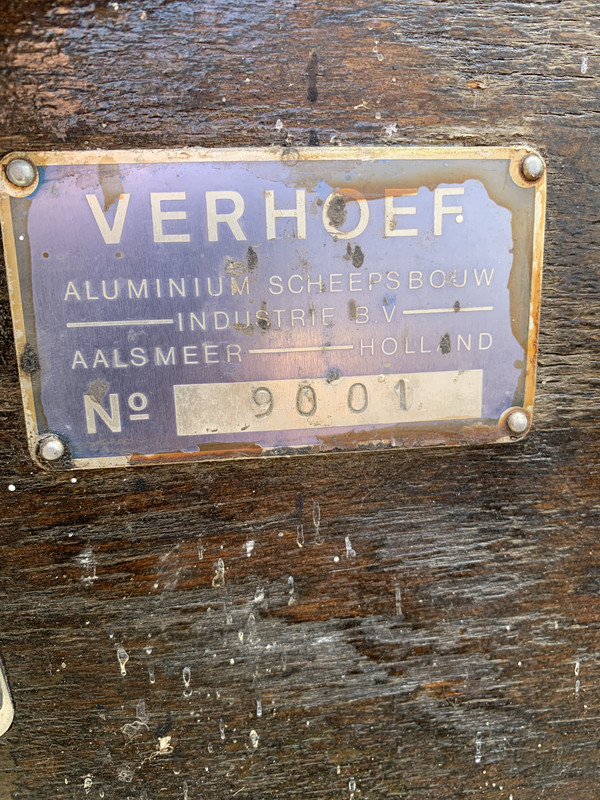 VERHOEF
ALUMINIUM SCHEEPSBOUW
INDUSTRIE B.V
AALSMEER HOLLAND
Nº 9001